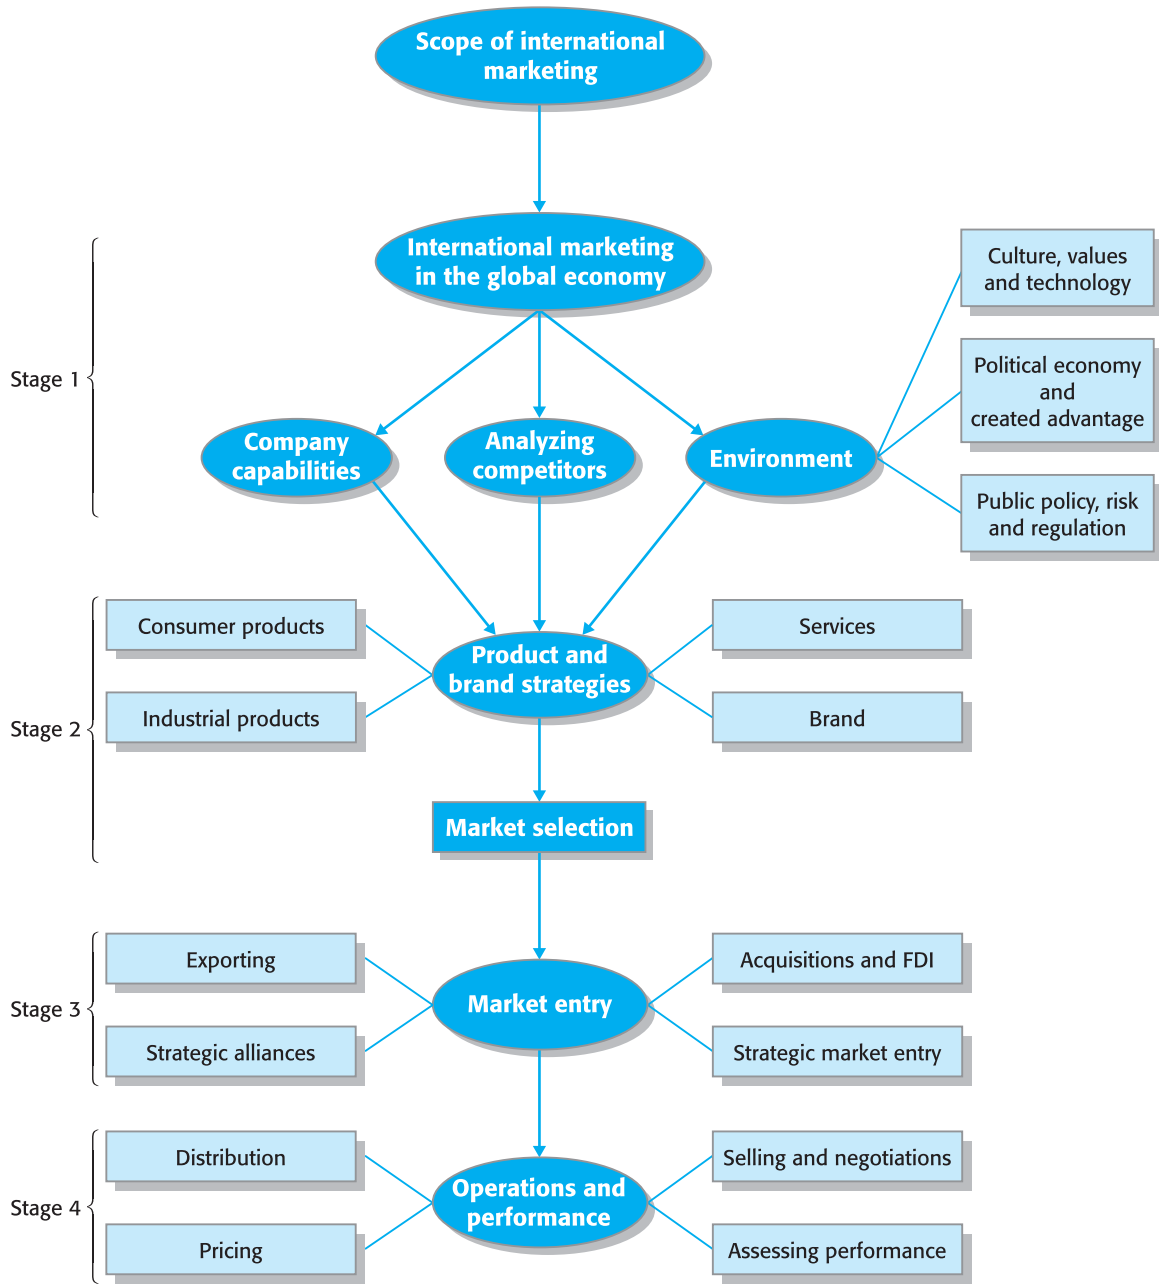 Scope of international
marketing
International marketing
in the global economy
Culture, values
and technology
Political economy
and
created advantage
Stage 1
Company
capabilities
Analyzing
competitors
Environment
Public policy, risk
and regulation
Consumer products
Services
Product and
brand strategies
Industrial products
Brand
Stage 2
Market selection
Exporting
Acquisitions and FDI
Stage 3
Market entry
Strategic alliances
Strategic market entry
Distribution
Selling and negotiations
Stage 4
Operations and
performance
Pricing
Assessing performance